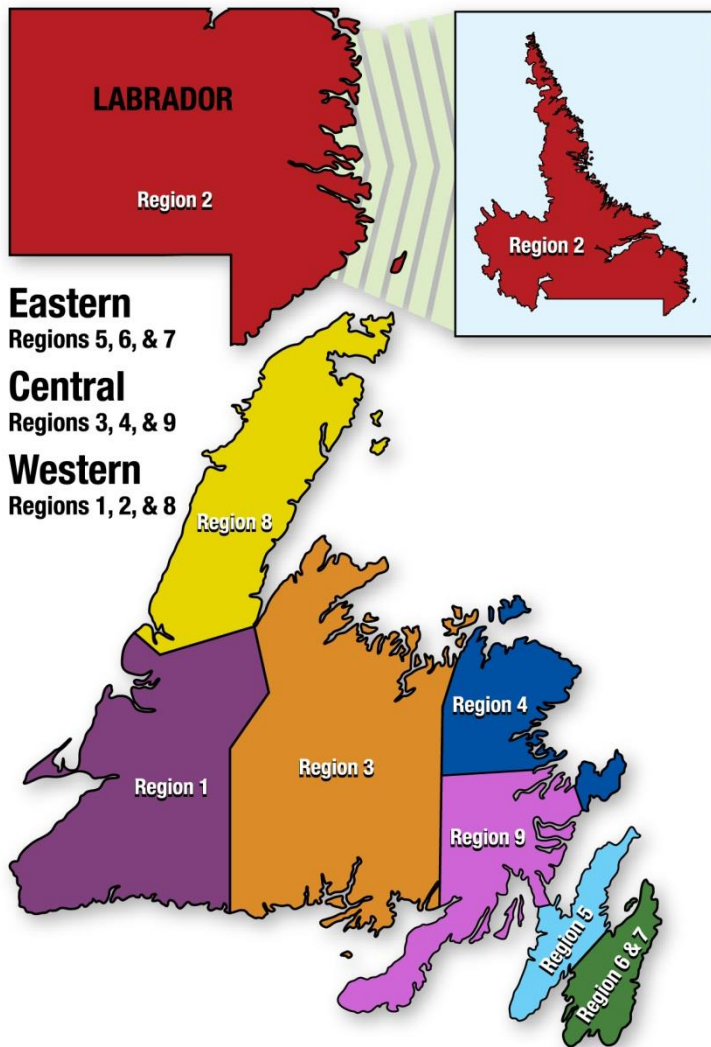 LABRADOR
Region 2
Region 2
Eastern
Regions 5, 6, & 7
Central
Regions 3, 4, & 9
Western
Regions 1, 2, & 8
Region 8
Region 4
Region 3
Region 1
Region 9
Region 5
Region 6 & 7